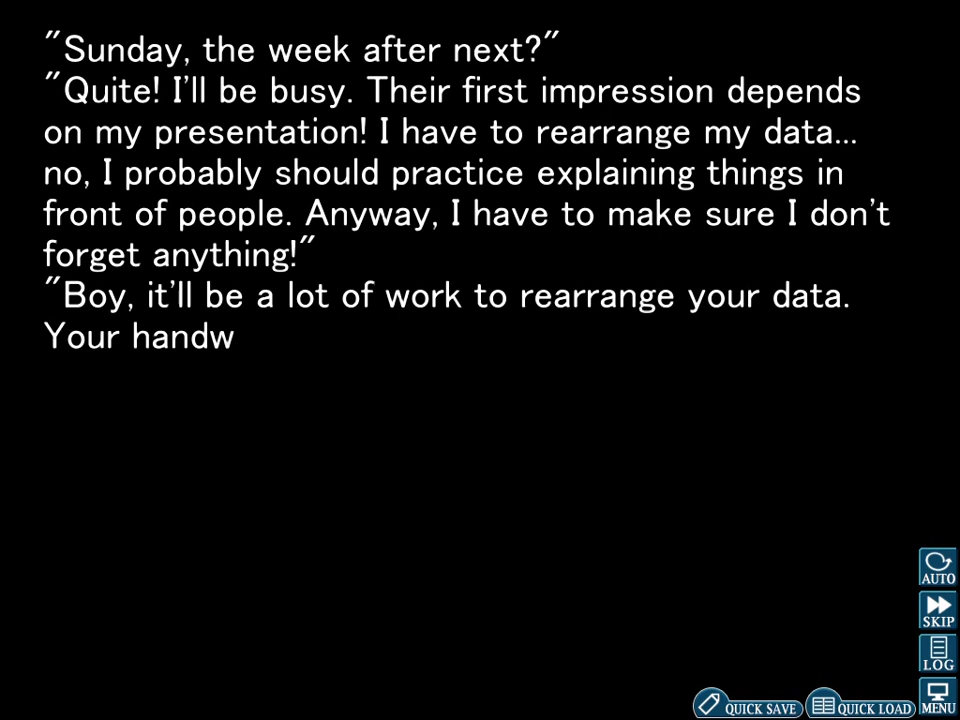 "Sunday, the week after next?"
"Quite! I'll be busy. Their first impression depends
on my presentation! I have to rearrange my data...
no, I probably should practice explaining things in
front of people. Anyway, I have to make sure I don't
forget anything!"
"Boy, it'll be a lot of work to rearrange your data.
Your handw
AUTO
SKIP
LOG
QUICK SAVE QUICK LOAD MENU